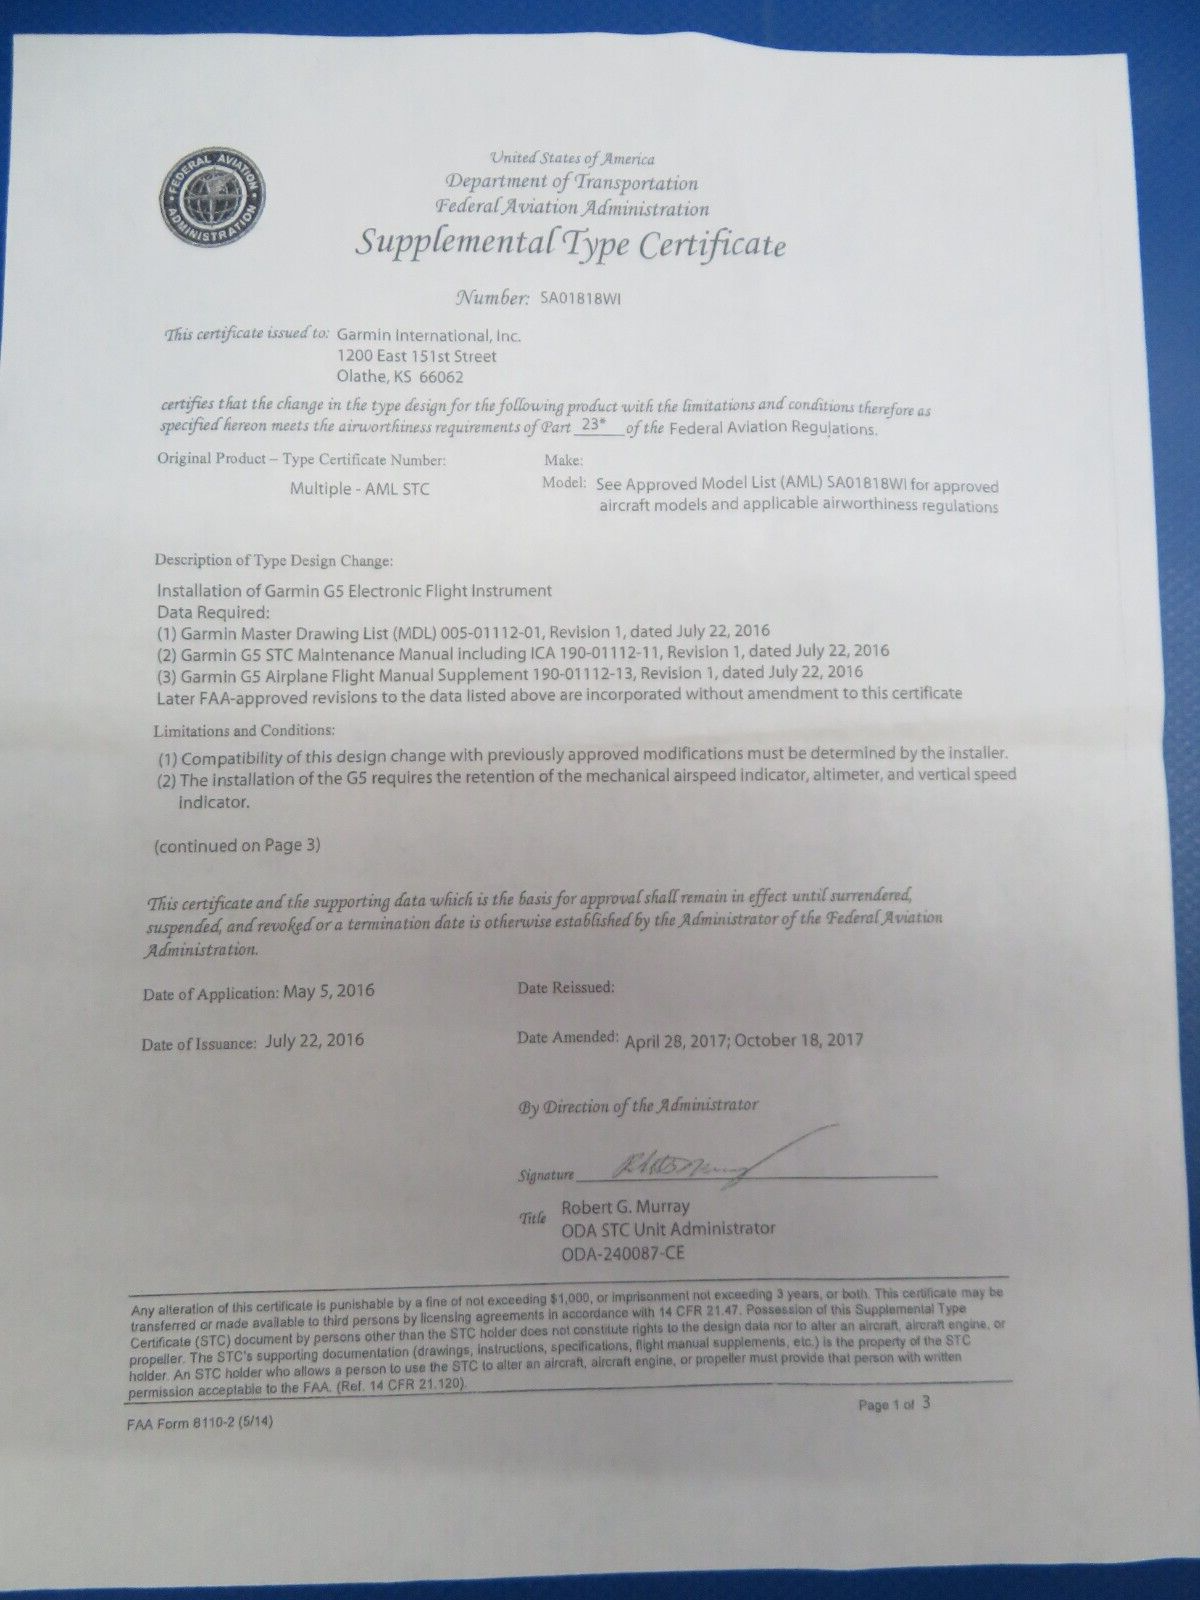 FEDERAL AVIATION ADMINISTRATION
United States of America
Department of Transportation
Federal Aviation Administration
Supplemental Type Certificate
Number: SA01818WI
This certificate issued to: Garmin International, Inc.
1200 East 151st Street
Olathe, KS 66062
certifies that the change in the type design for the following product with the limitations and conditions therefore as
specified hereon meets the airworthiness requirements of Part 23* of the Federal Aviation Regulations.
Original Product – Type Certificate Number:
Multiple - AML STC
Make:
Model: See Approved Model List (AML) SA01818WI for approved
aircraft models and applicable airworthiness regulations
Description of Type Design Change:
Installation of Garmin G5 Electronic Flight Instrument
Data Required:
(1) Garmin Master Drawing List (MDL) 005-01112-01, Revision 1, dated July 22, 2016
(2) Garmin G5 STC Maintenance Manual including ICA 190-01112-11, Revision 1, dated July 22, 2016
(3) Garmin G5 Airplane Flight Manual Supplement 190-01112-13, Revision 1, dated July 22, 2016
Later FAA-approved revisions to the data listed above are incorporated without amendment to this certificate
Limitations and Conditions:
(1) Compatibility of this design change with previously approved modifications must be determined by the installer.
(2) The installation of the G5 requires the retention of the mechanical airspeed indicator, altimeter, and vertical speed
indicator.
(continued on Page 3)
This certificate and the supporting data which is the basis for approval shall remain in effect until surrendered,
suspended, and revoked or a termination date is otherwise established by the Administrator of the Federal Aviation
Administration.
Date of Application: May 5, 2016
Date Reissued:
Date of Issuance: July 22, 2016
Date Amended: April 28, 2017; October 18, 2017
By Direction of the Administrator
Signature
Title Robert G. Murray
ODA STC Unit Administrator
ODA-240087-CE
Any alteration of this certificate is punishable by a fine of not exceeding $1,000, or imprisonment not exceeding 3 years, or both. This certificate may be
transferred or made available to third persons by licensing agreements in accordance with 14 CFR 21.47. Possession of this Supplemental Type
Certificate (STC) document by persons other than the STC holder does not constitute rights to the design data nor to alter an aircraft, aircraft engine, or
propeller. The STC's supporting documentation (drawings, instructions, specifications, flight manual supplements, etc.) is the property of the STC
holder. An STC holder who allows a person to use the STC to alter an aircraft, aircraft engine, or propeller must provide that person with written
permission acceptable to the FAA. (Ref. 14 CFR 21.120).
FAA Form 8110-2 (5/14)
Page 1 of 3